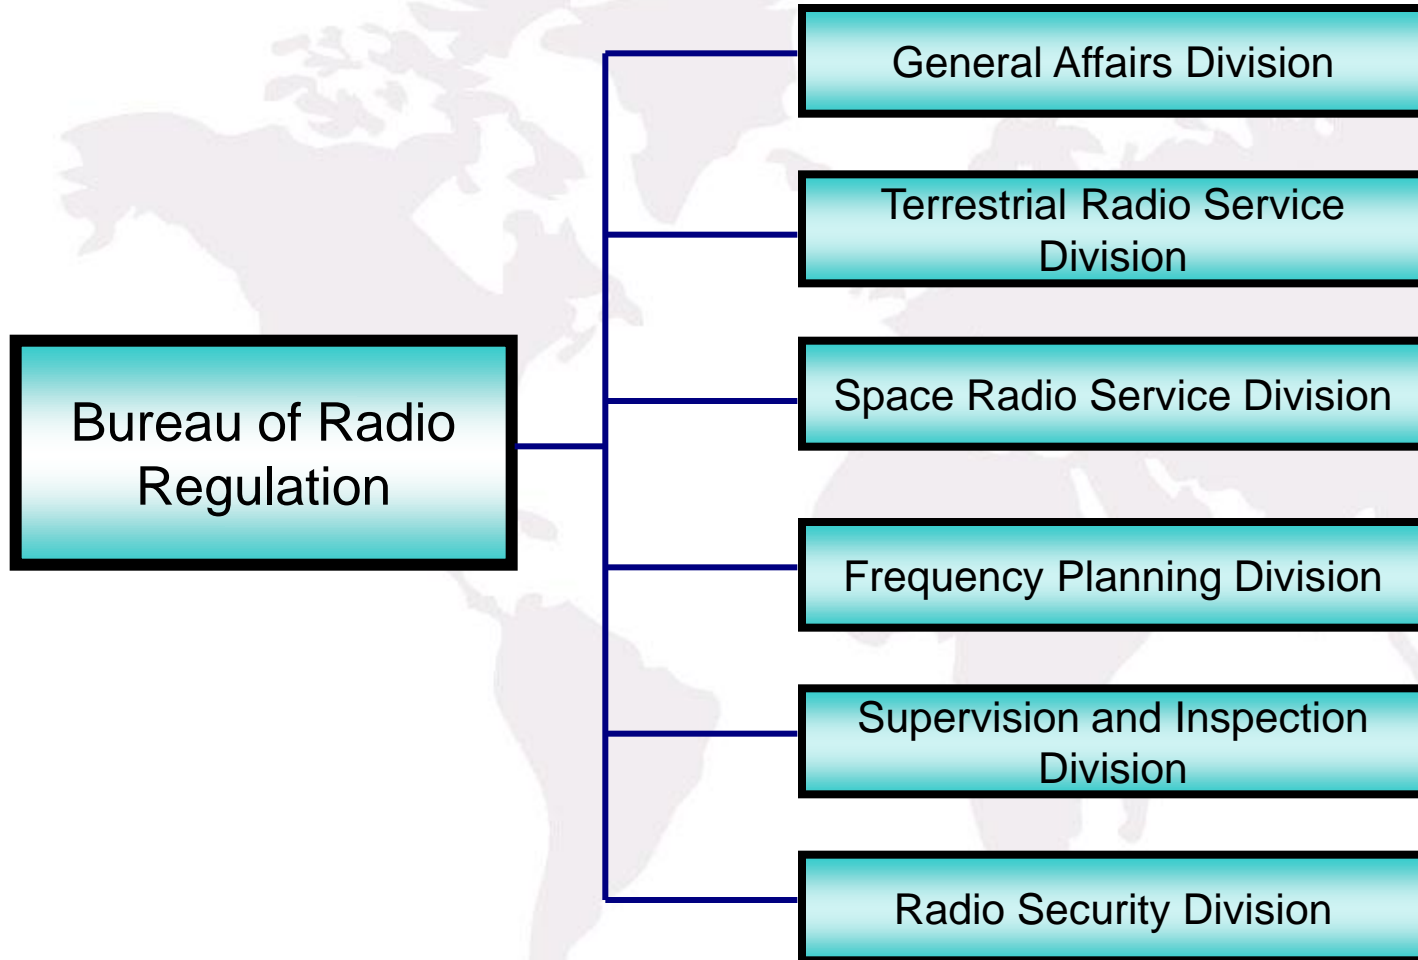 General Affairs Division
Terrestrial Radio Service
Division
Space Radio Service Division
Bureau of Radio
Regulation
Frequency Planning Division
Supervision and Inspection
Division
Radio Security Division